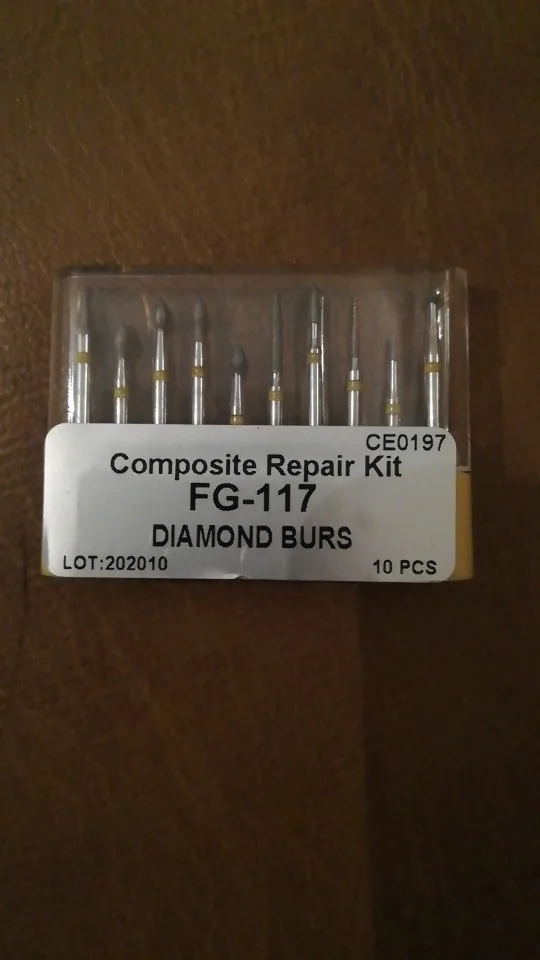 CE0197
Composite Repair Kit
FG-117
DIAMOND BURS
LOT:202010 10 PCS